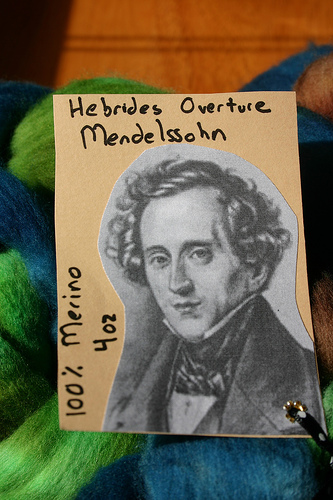 Hebrides Overture
Mendelssohn
100% Merino
4oz